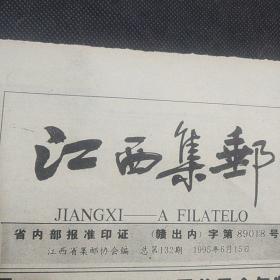 江西集郵
JIANGXI——A FILATELO
省内部报准印证 (赣出内)字第89018号
江西省集邮协会编 总第132期 1995年6月15日